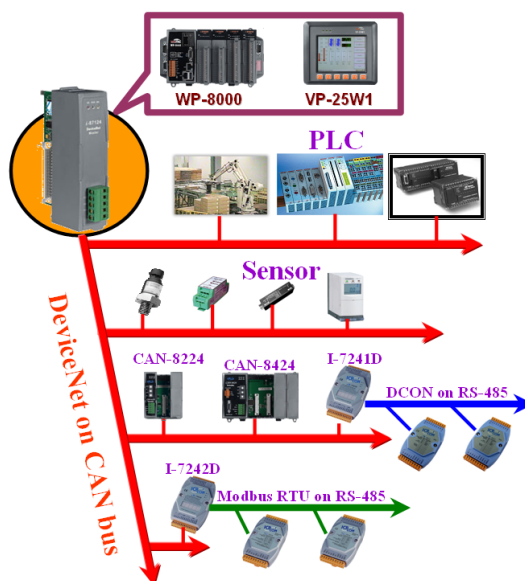 WP-8000
VP-25W1
PLC
Sensor
DeviceNet on CAN bus
CAN-8224
CAN-8424
I-7241D
DCON on RS-485
I-7242D
Modbus RTU on RS-485